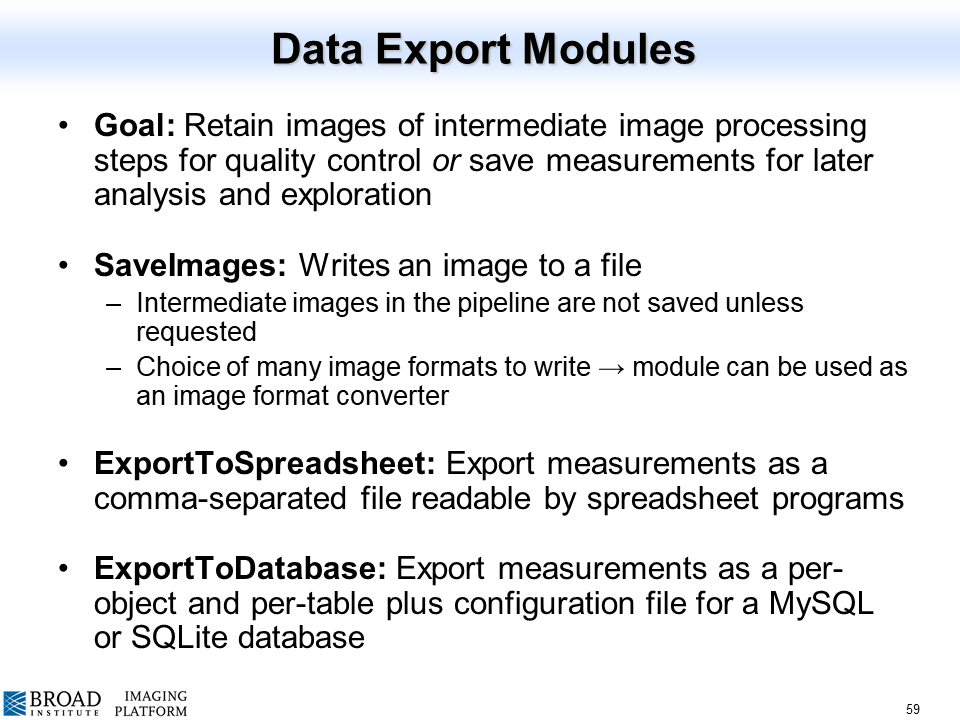 Data Export Modules
• Goal: Retain images of intermediate image processing
steps for quality control or save measurements for later
analysis and exploration
• SaveImages: Writes an image to a file
– Intermediate images in the pipeline are not saved unless
requested
– Choice of many image formats to write → module can be used as
an image format converter
• ExportToSpreadsheet: Export measurements as a
comma-separated file readable by spreadsheet programs
• ExportToDatabase: Export measurements as a per-
object and per-table plus configuration file for a MySQL
or SQLite database
BROAD
INSTITUTE
IMAGING
PLATFORM
59